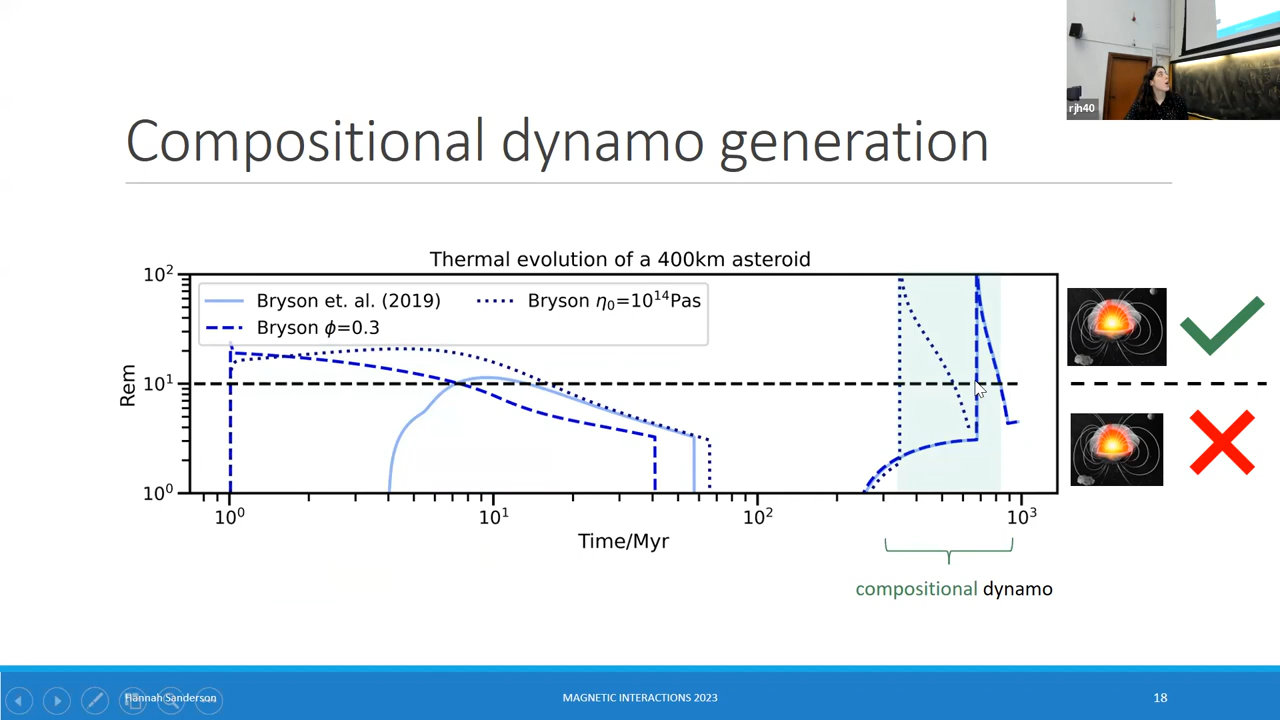 rjh40
Compositional dynamo generation
Thermal evolution of a 400km asteroid
Bryson et. al. (2019)
Bryson η₀=10¹⁴Pas
Bryson ϕ=0.3
10²
10¹
10⁰
Rem
10⁰ 10¹ 10² 10³
Time/Myr
compositional dynamo
Hannah Sanderson
MAGNETIC INTERACTIONS 2023
18